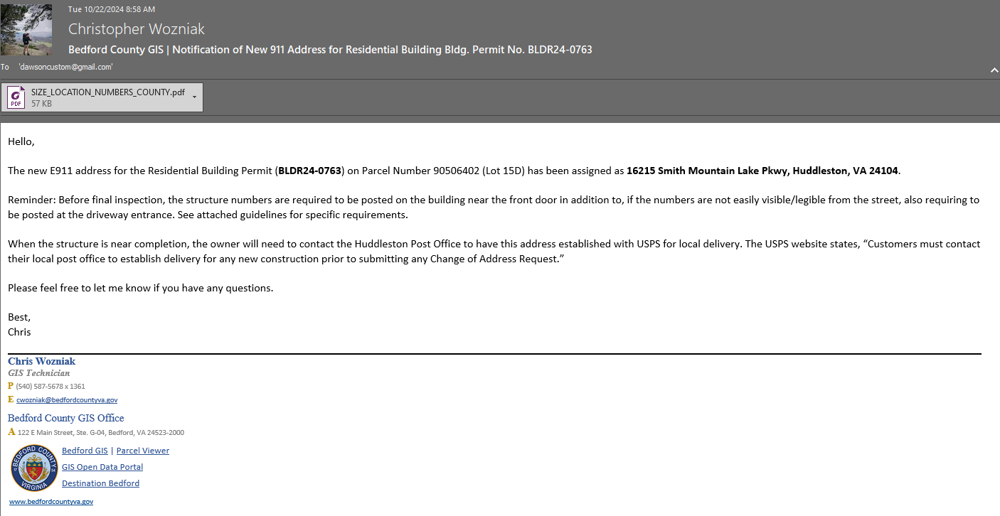 Tue 10/22/2024 8:58 AM
Christopher Wozniak
Bedford County GIS | Notification of New 911 Address for Residential Building Bldg. Permit No. BLDR24-0763
To 'dawsoncustom@gmail.com'
SIZE_LOCATION_NUMBERS_COUNTY.pdf
PDF
57 KB
Hello,
The new E911 address for the Residential Building Permit (BLDR24-0763) on Parcel Number 90506402 (Lot 15D) has been assigned as 16215 Smith Mountain Lake Pkwy, Huddleston, VA 24104.
Reminder: Before final inspection, the structure numbers are required to be posted on the building near the front door in addition to, if the numbers are not easily visible/legible from the street, also requiring to
be posted at the driveway entrance. See attached guidelines for specific requirements.
When the structure is near completion, the owner will need to contact the Huddleston Post Office to have this address established with USPS for local delivery. The USPS website states, “Customers must contact
their local post office to establish delivery for any new construction prior to submitting any Change of Address Request.”
Please feel free to let me know if you have any questions.
Best,
Chris
Chris Wozniak
GIS Technician
P (540) 587-5678 x 1361
E cwozniak@bedfordcountyva.gov
Bedford County GIS Office
A 122 E Main Street, Ste. G-04, Bedford, VA 24523-2000
BEDFORD COUNTY
17 54
VIRGINIA
Bedford GIS | Parcel Viewer
GIS Open Data Portal
Destination Bedford
www.bedfordcountyva.gov